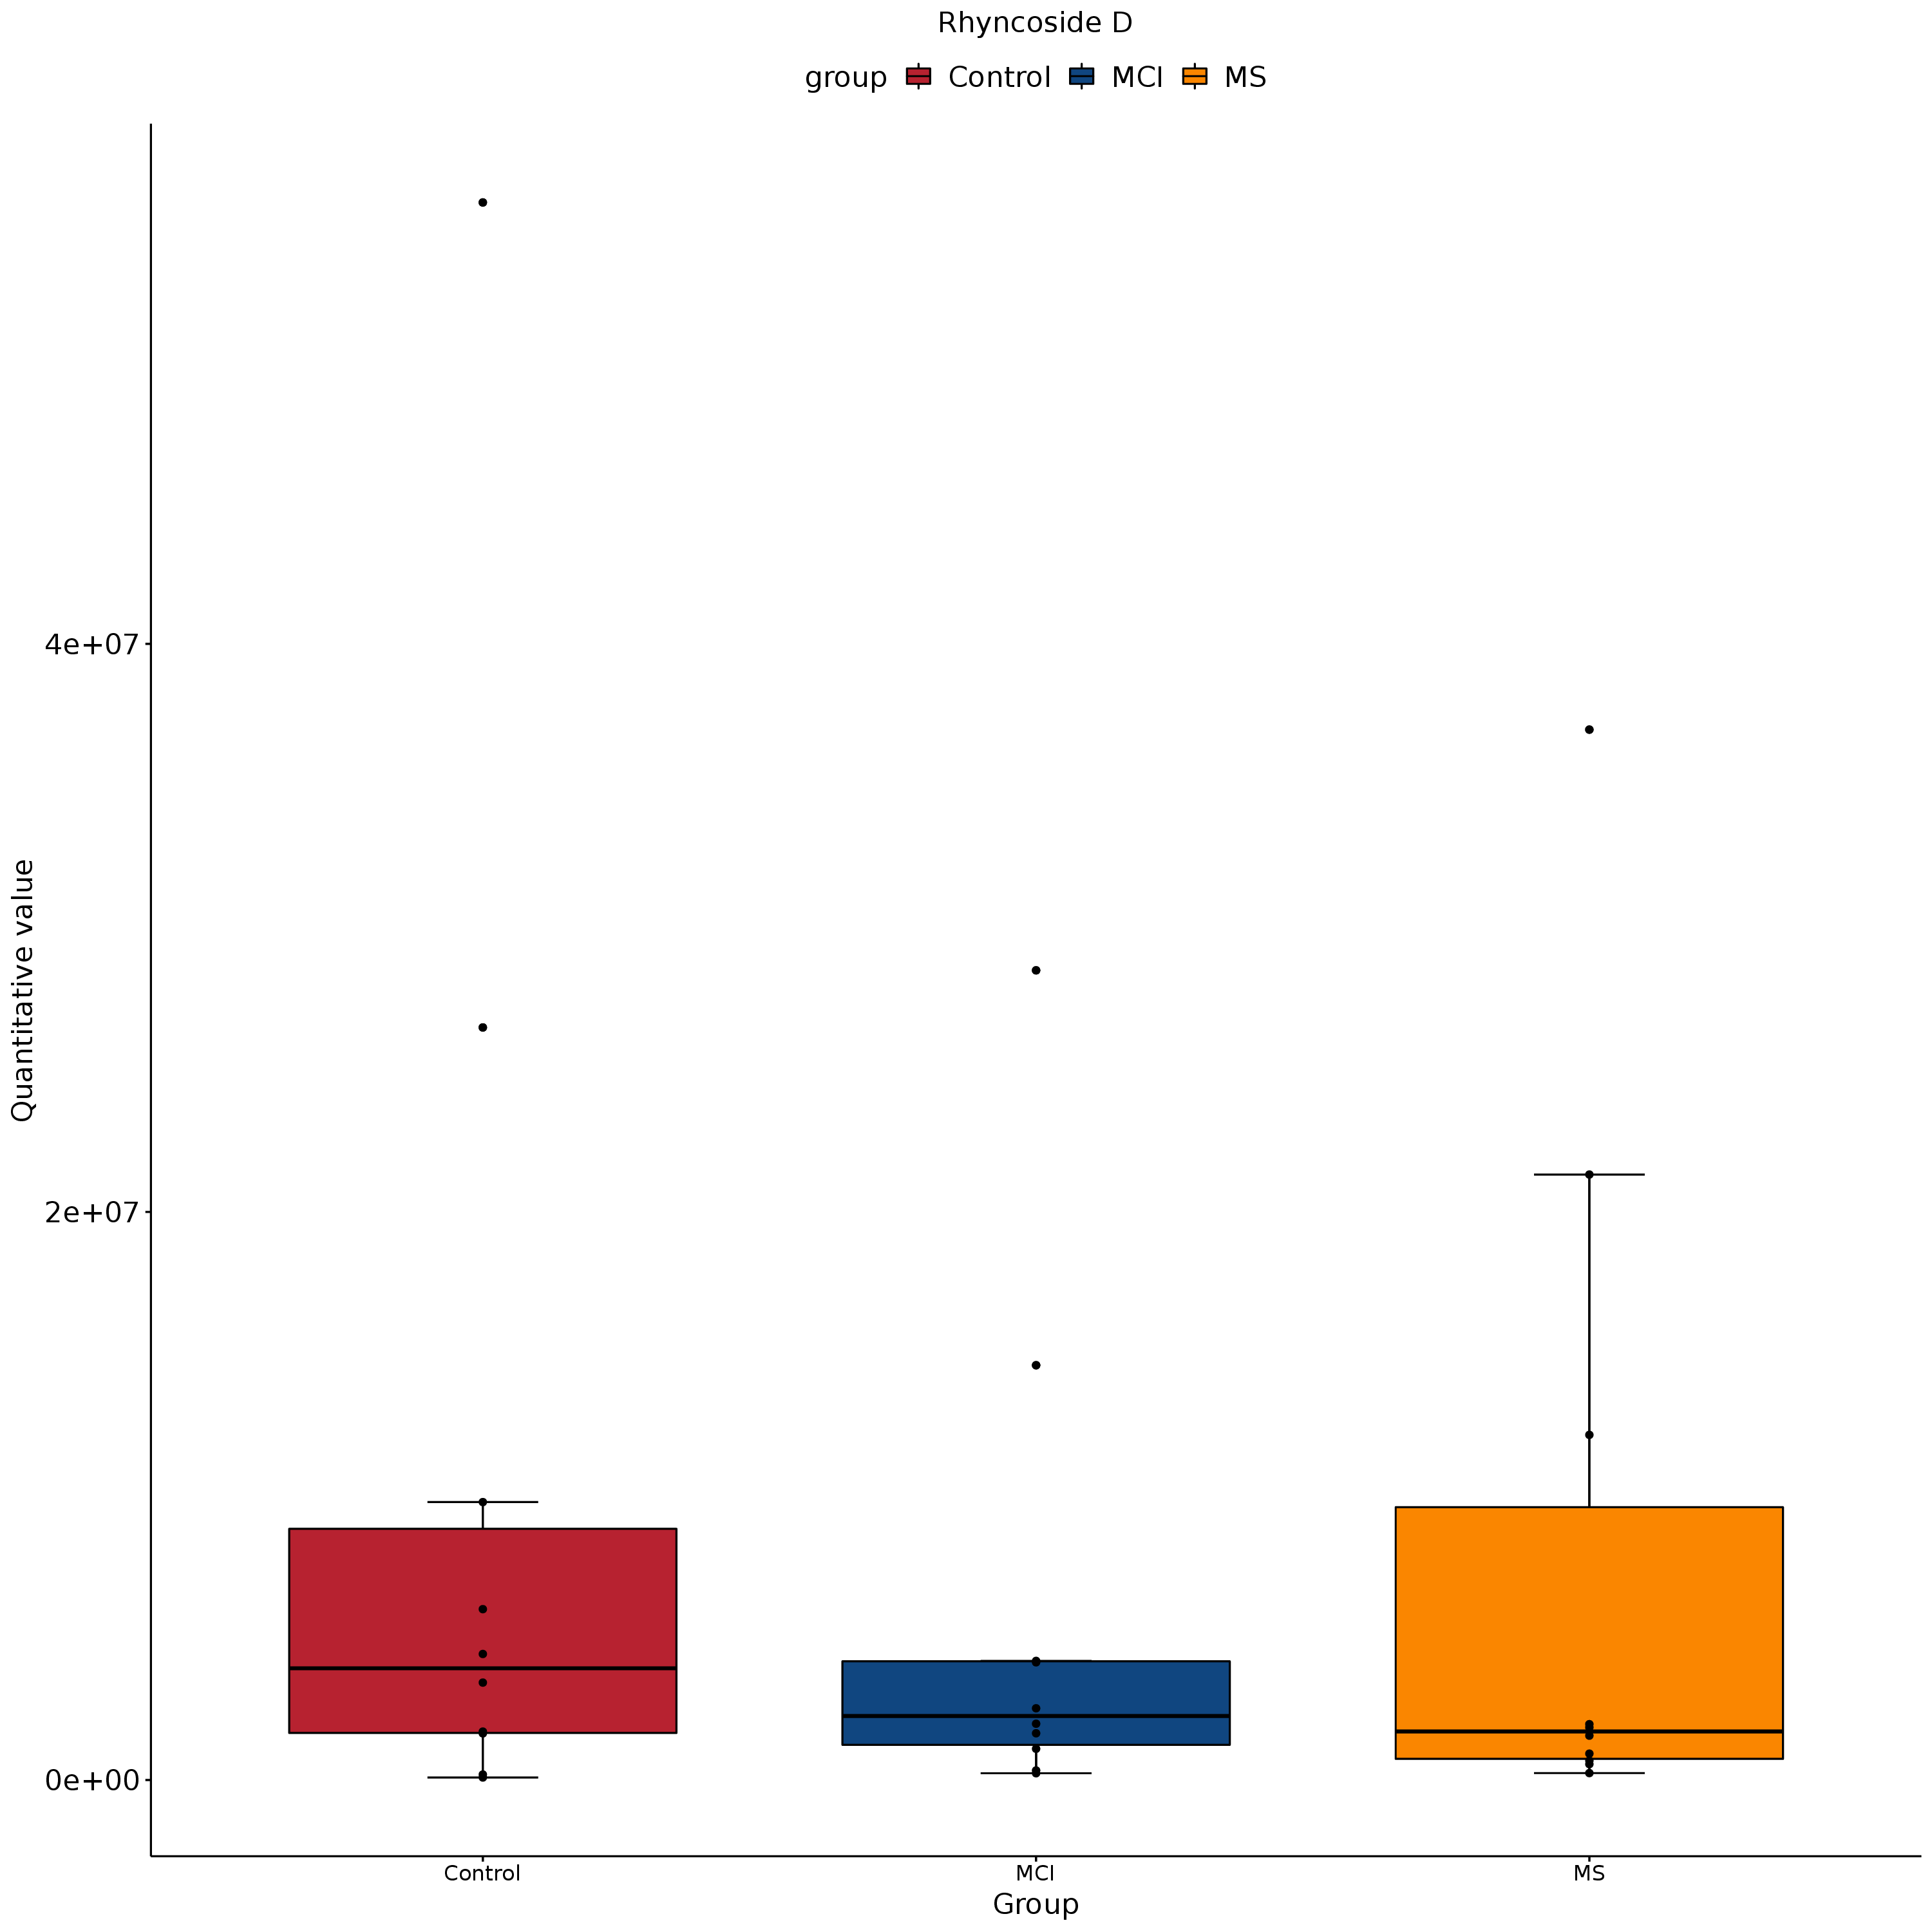 Rhyncoside D
group Control MCI MS
Quantitative value
4e+07
2e+07
0e+00
Control MCI MS
Group